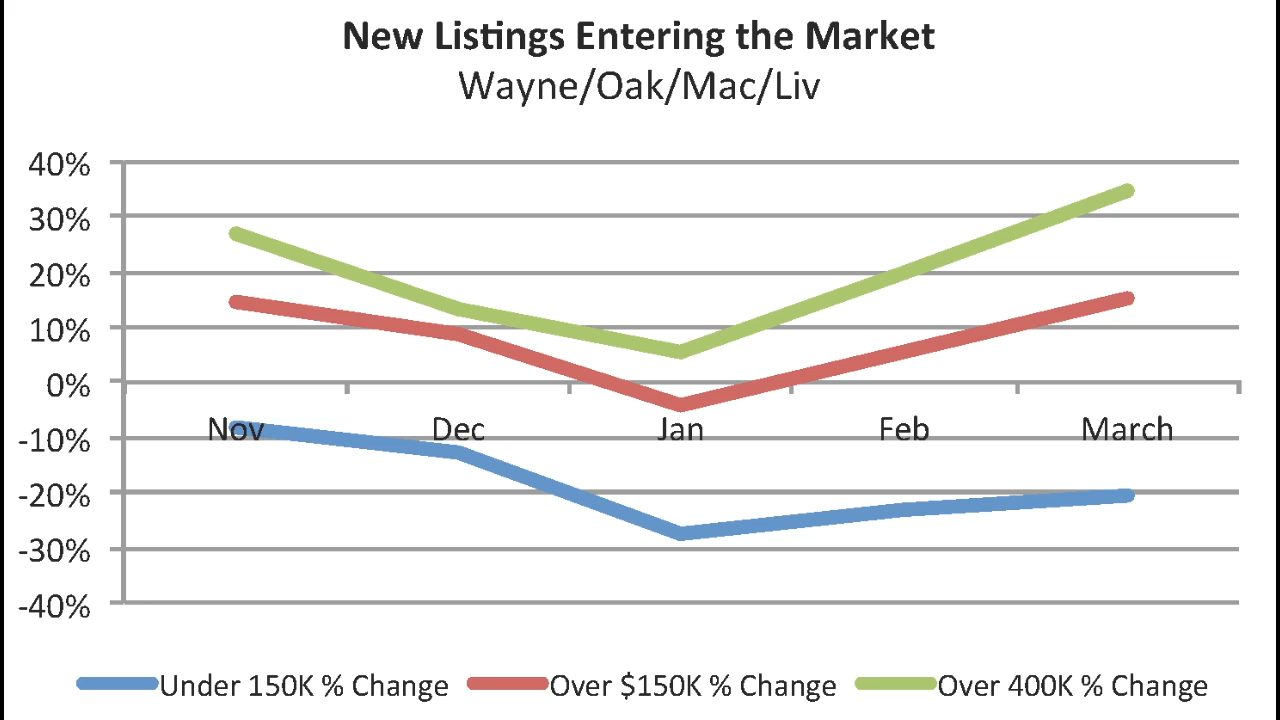 New Listings Entering the Market
Wayne/Oak/Mac/Liv
40%
30%
20%
10%
0%
Nov Dec Jan Feb March
-10%
-20%
-30%
-40%
Under 150K % Change Over $150K % Change Over 400K % Change